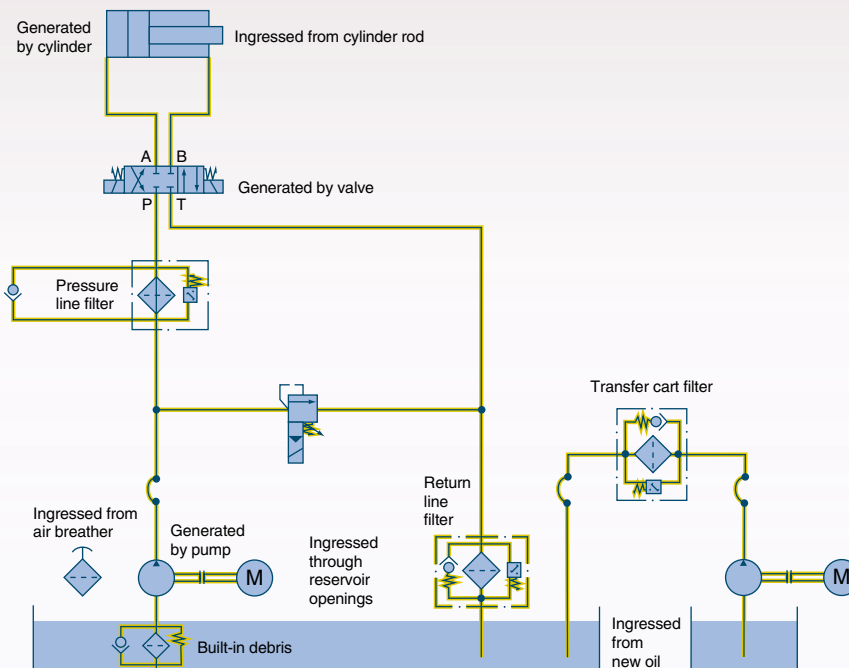 Generated
by cylinder
Ingressed from cylinder rod
A B
Generated by valve
P T
Pressure
line filter
Transfer cart filter
Return
line
filter
Ingressed from
air breather
Generated
by pump
Ingressed
through
reservoir
openings
M
M
Built-in debris
Ingressed
from
new oil